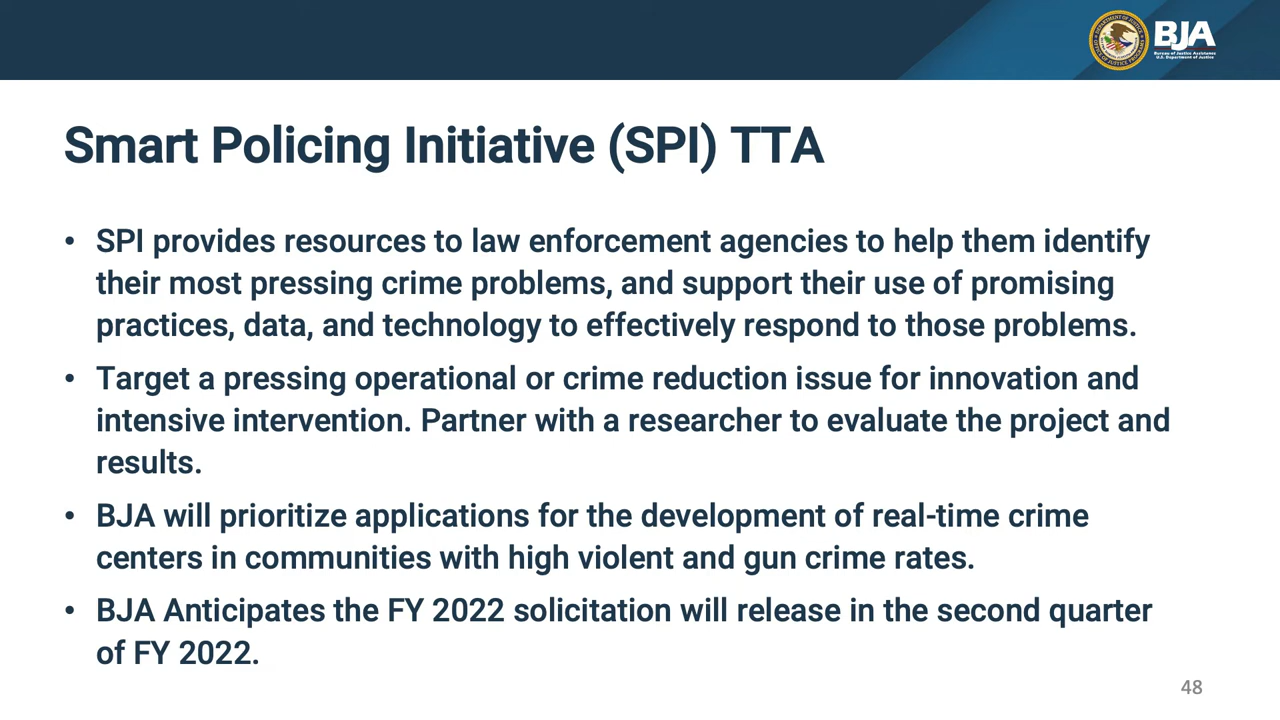 BJA
Bureau of Justice Assistance
U.S. Department of Justice
Smart Policing Initiative (SPI) TTA
• SPI provides resources to law enforcement agencies to help them identify
their most pressing crime problems, and support their use of promising
practices, data, and technology to effectively respond to those problems.
• Target a pressing operational or crime reduction issue for innovation and
intensive intervention. Partner with a researcher to evaluate the project and
results.
• BJA will prioritize applications for the development of real-time crime
centers in communities with high violent and gun crime rates.
• BJA Anticipates the FY 2022 solicitation will release in the second quarter
of FY 2022.
48